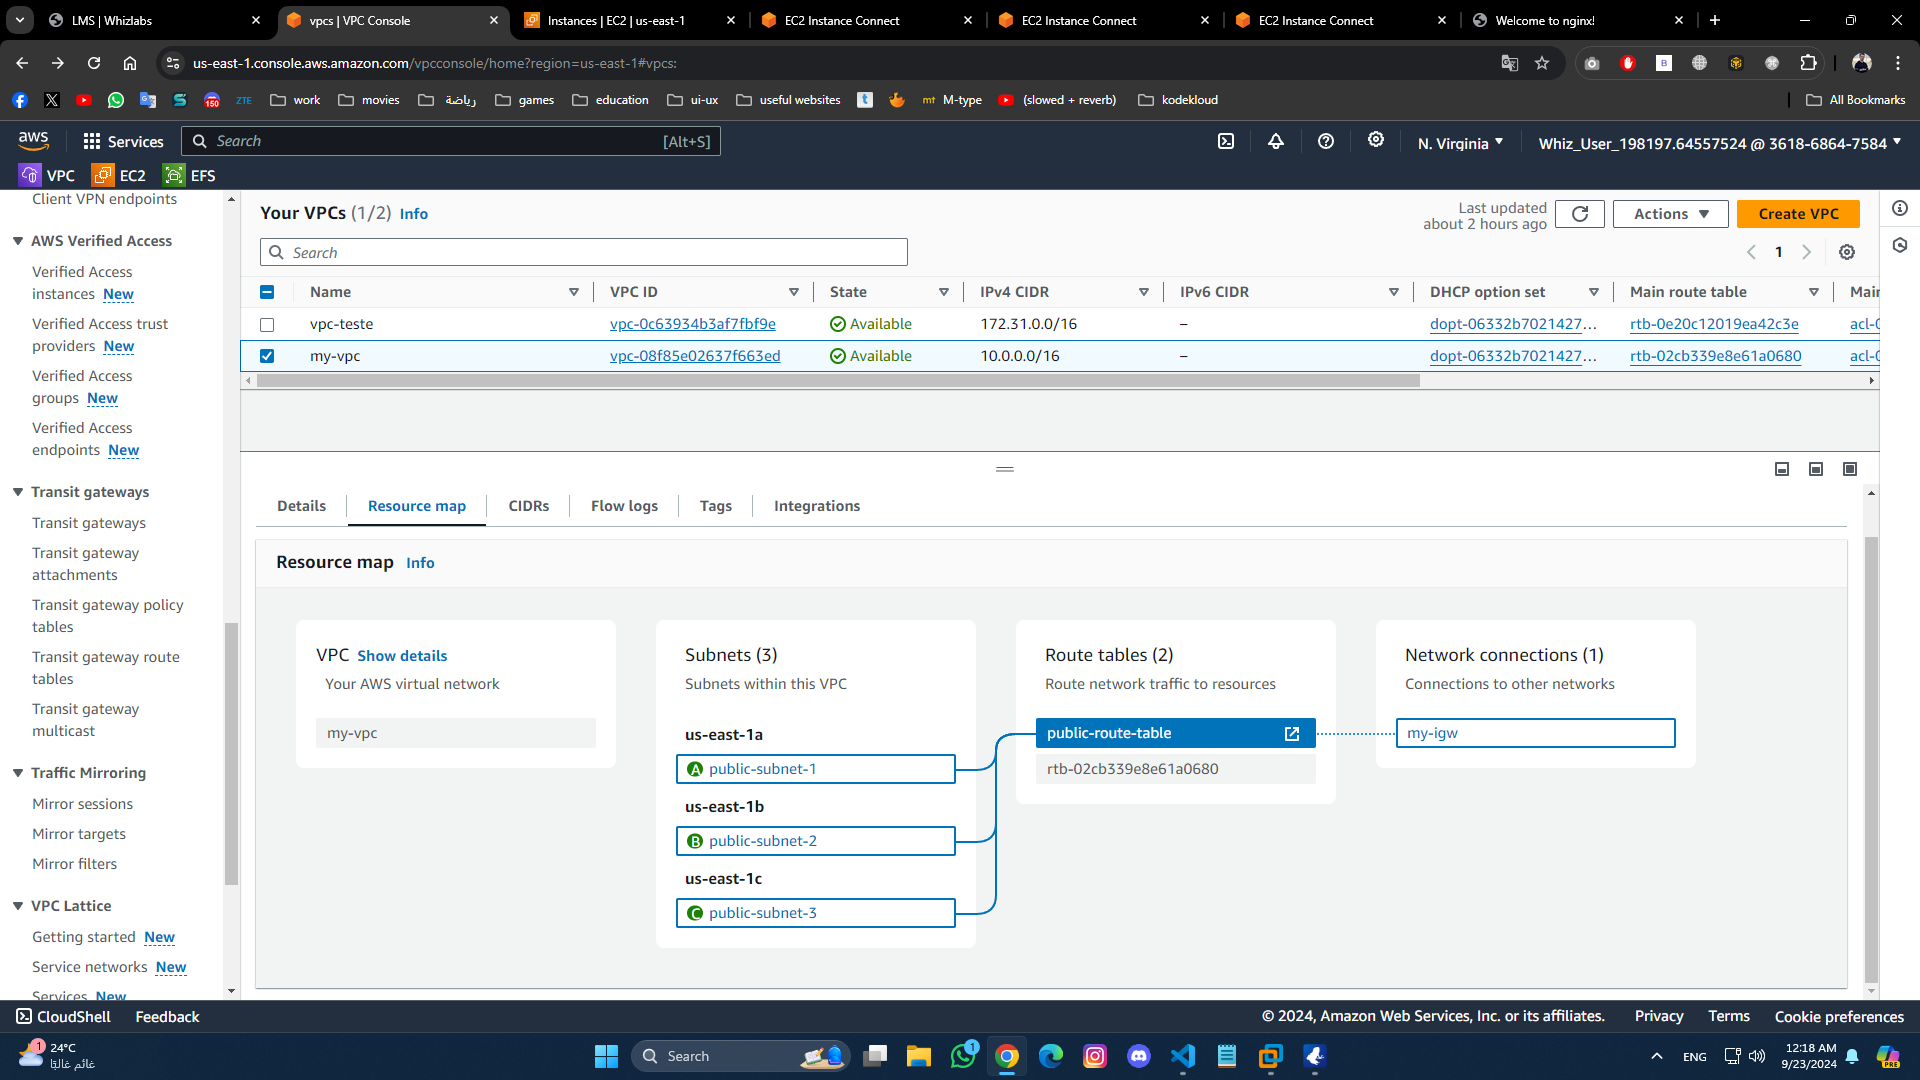 LMS | Whizlabs
vpcs | VPC Console
Instances | EC2 | us-east-1
EC2 Instance Connect
EC2 Instance Connect
EC2 Instance Connect
Welcome to nginx!
us-east-1.console.aws.amazon.com/vpcconsole/home?region=us-east-1#vpcs:
150
ZTE
work
movies
رياضة
games
education
ui-ux
useful websites
mt M-type
(slowed + reverb)
kodekloud
All Bookmarks
aws
Services
Search
[Alt+S]
N. Virginia
Whiz_User_198197.64557524 @ 3618-6864-7584
VPC
EC2
EFS
Client VPN endpoints
AWS Verified Access
Verified Access
instances New
Verified Access trust
providers New
Verified Access
groups New
Verified Access
endpoints New
Transit gateways
Transit gateways
Transit gateway
attachments
Transit gateway policy
tables
Transit gateway route
tables
Transit gateway
multicast
Traffic Mirroring
Mirror sessions
Mirror targets
Mirror filters
VPC Lattice
Getting started New
Service networks New
Services New
Your VPCs (1/2) Info
Last updated
about 2 hours ago
Actions
Create VPC
Search
1
Name VPC ID State IPv4 CIDR IPv6 CIDR DHCP option set Main route table Main
vpc-teste vpc-0c63934b3af7fbf9e Available 172.31.0.0/16 – dopt-06332b7021427... rtb-0e20c12019ea42c3e acl-0
my-vpc vpc-08f85e02637f663ed Available 10.0.0.0/16 – dopt-06332b7021427... rtb-02cb339e8e61a0680 acl-0
Details
Resource map
CIDRs
Flow logs
Tags
Integrations
Resource map Info
VPC Show details
Your AWS virtual network
my-vpc
Subnets (3)
Subnets within this VPC
us-east-1a
A public-subnet-1
us-east-1b
B public-subnet-2
us-east-1c
C public-subnet-3
Route tables (2)
Route network traffic to resources
public-route-table
rtb-02cb339e8e61a0680
Network connections (1)
Connections to other networks
my-igw
CloudShell
Feedback
© 2024, Amazon Web Services, Inc. or its affiliates.
Privacy
Terms
Cookie preferences
1
24°C
غائم غالبًا
Search
1
ENG
12:18 AM
9/23/2024
PRE